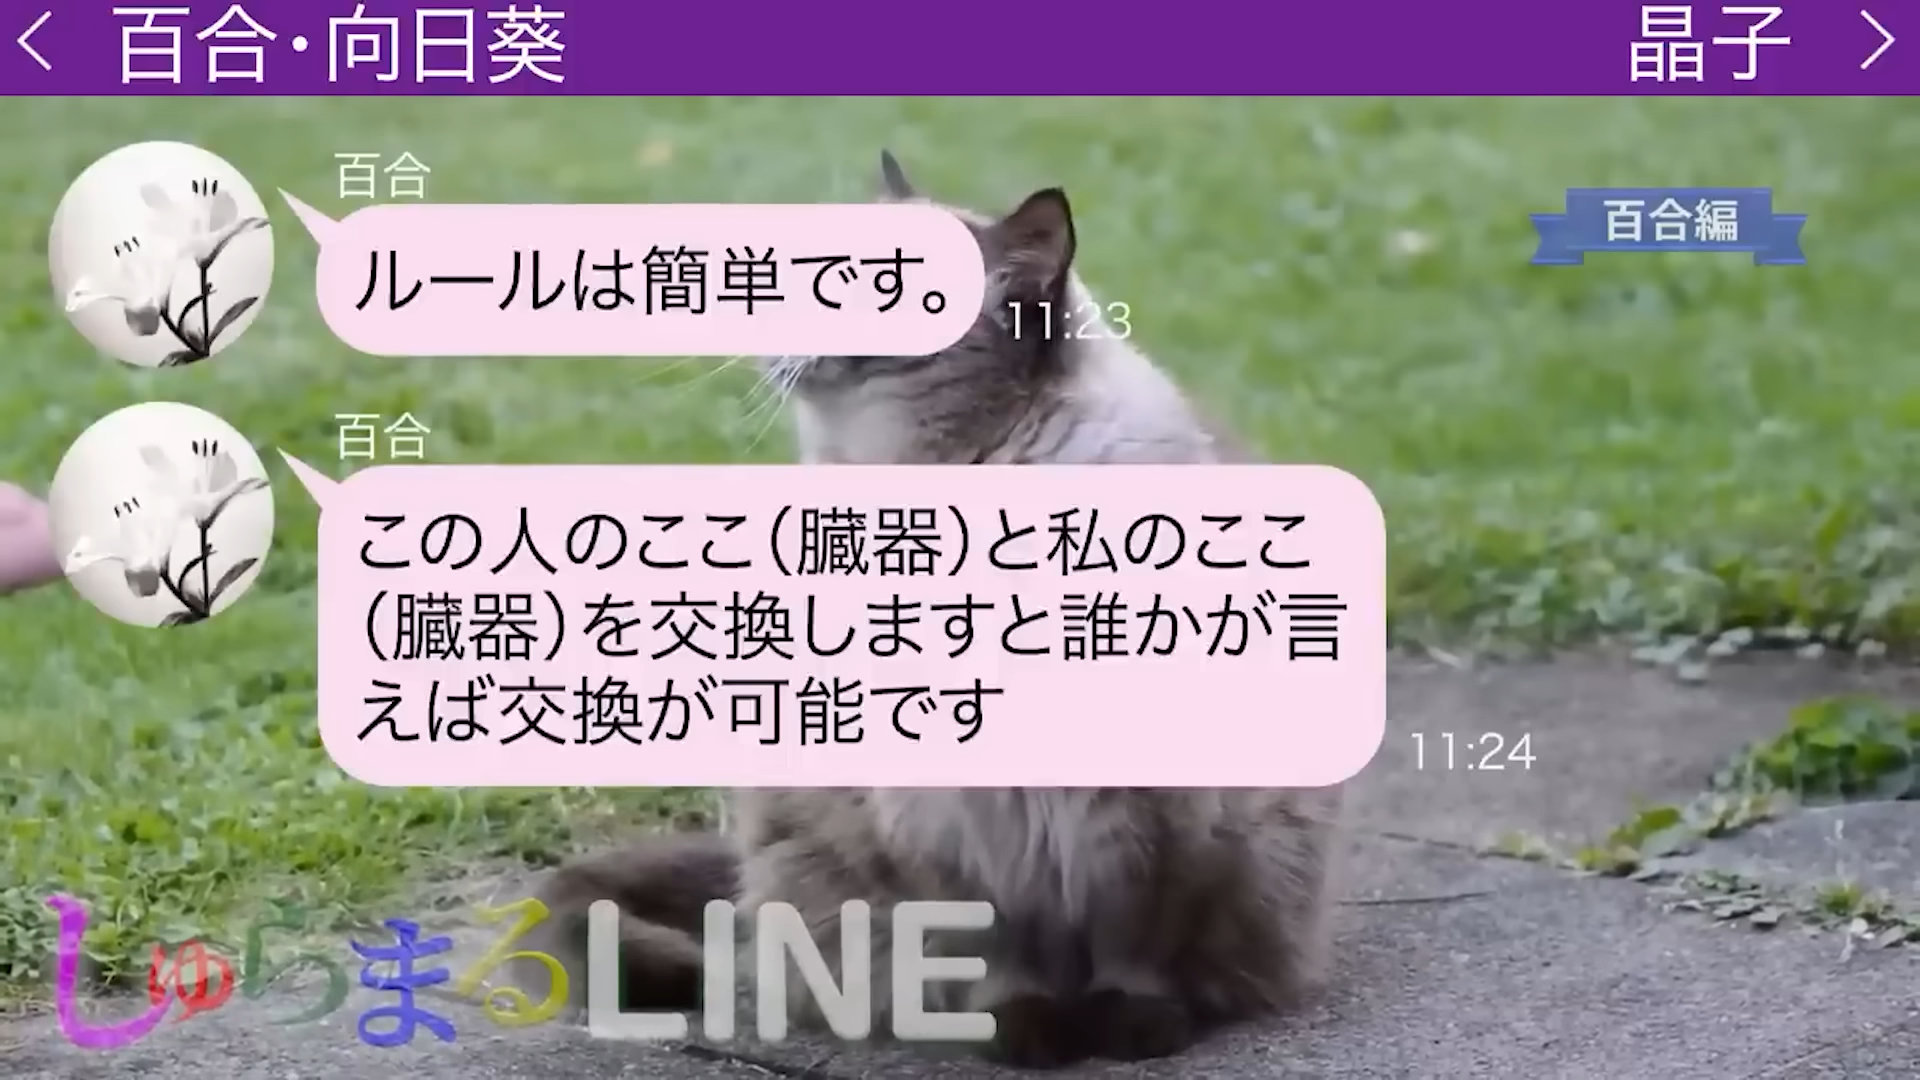 百合・向日葵
晶子
百合編
百合
ルールは簡単です。
11:23
百合
この人のここ（臓器）と私のここ
（臓器）を交換しますと誰かが言
えば交換が可能です
11:24
しゅらまるLINE